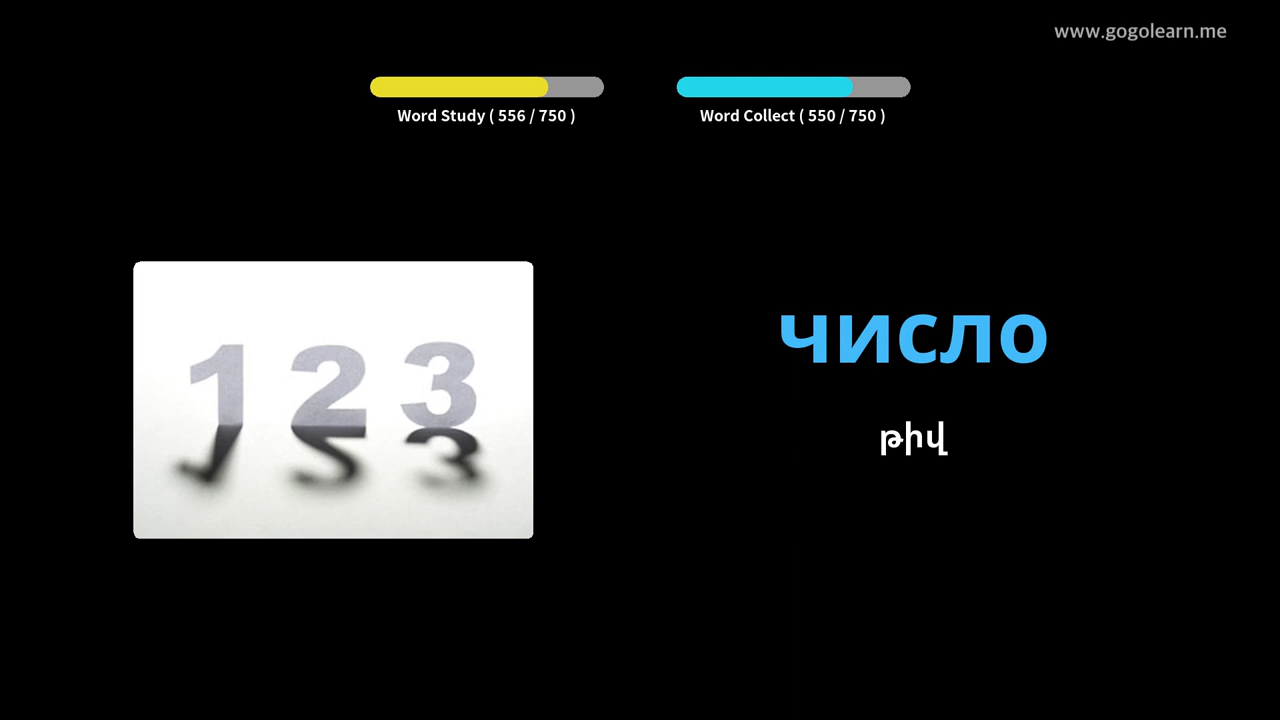 www.gogolearn.me
Word Study ( 556 / 750 )
Word Collect ( 550 / 750 )
1 2 3
число
թիվ